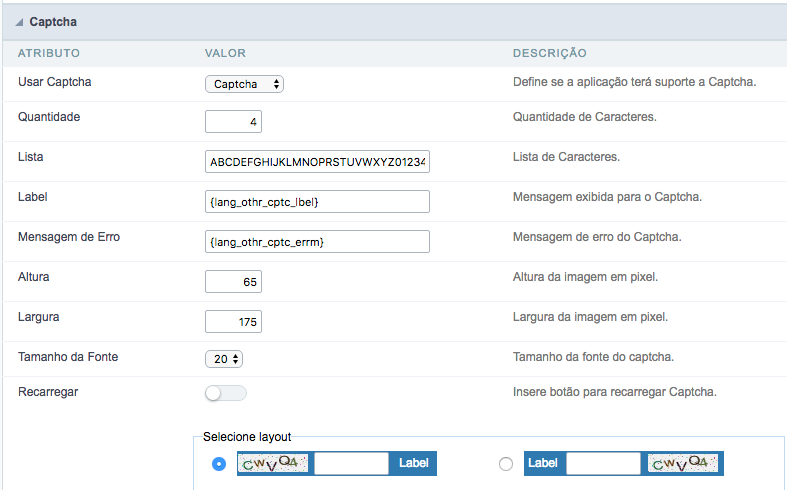 Captcha
ATRIBUTO VALOR DESCRIÇÃO
Usar Captcha Captcha Define se a aplicação terá suporte a Captcha.
Quantidade 4 Quantidade de Caracteres.
Lista ABCDEFGHIJKLMNOPRSTUVWXYZ01234 Lista de Caracteres.
Label {lang_othr_cptc_lbel} Mensagem exibida para o Captcha.
Mensagem de Erro {lang_othr_cptc_errm} Mensagem de erro do Captcha.
Altura 65 Altura da imagem em pixel.
Largura 175 Largura da imagem em pixel.
Tamanho da Fonte 20 Tamanho da fonte do captcha.
Recarregar Insere botão para recarregar Captcha.
Selecione layout
CWVQ4 Label Label CWVQ4